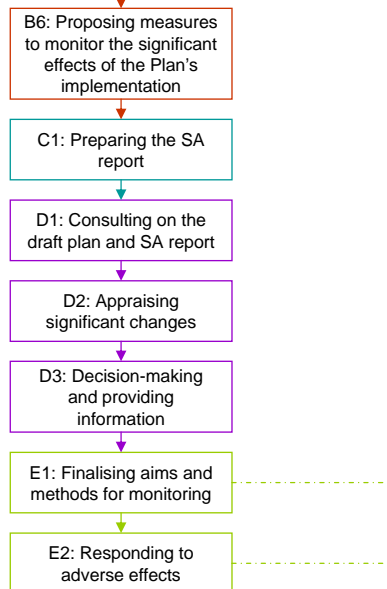 B6: Proposing measures
to monitor the significant
effects of the Plan's
implementation
C1: Preparing the SA
report
D1: Consulting on the
draft plan and SA report
D2: Appraising
significant changes
D3: Decision-making
and providing
information
E1: Finalising aims and
methods for monitoring
E2: Responding to
adverse effects